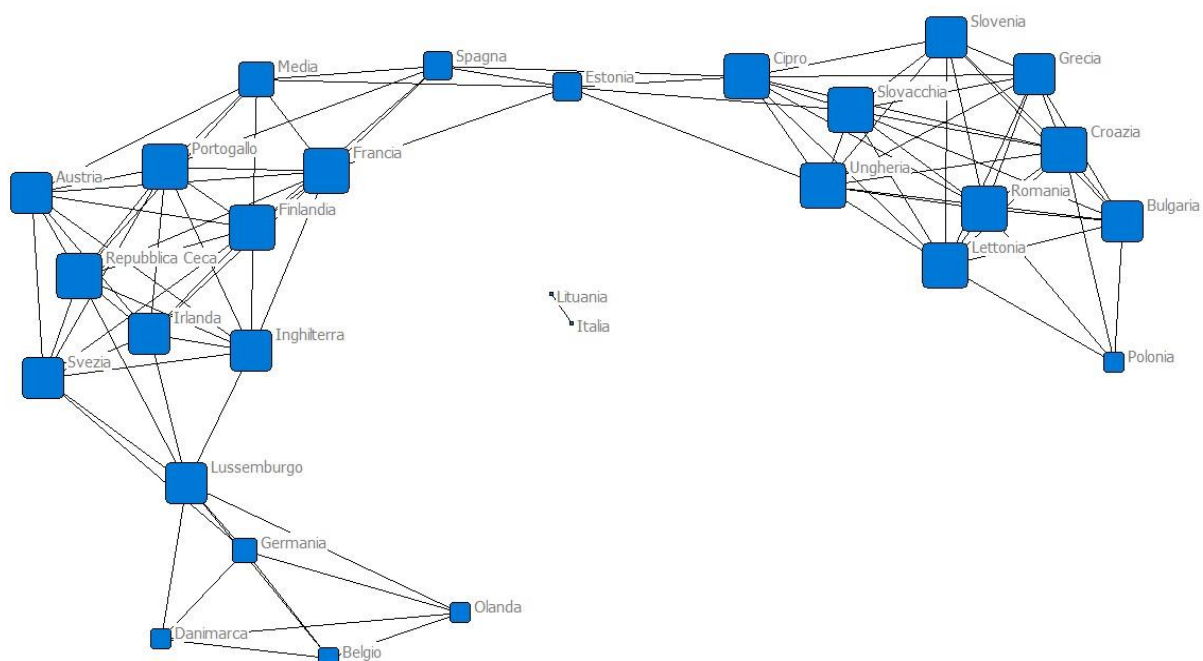 Slovenia
Spagna
Cipro
Grecia
Media
Estonia
Slovacchia
Croazia
Portogallo
Francia
Ungheria
Austria
Romania
Bulgaria
Finlandia
Lettonia
Repubblica Ceca
Lituania
Irlanda
Italia
Inghilterra
Polonia
Svezia
Lussemburgo
Germania
Olanda
Danimarca
Belgio